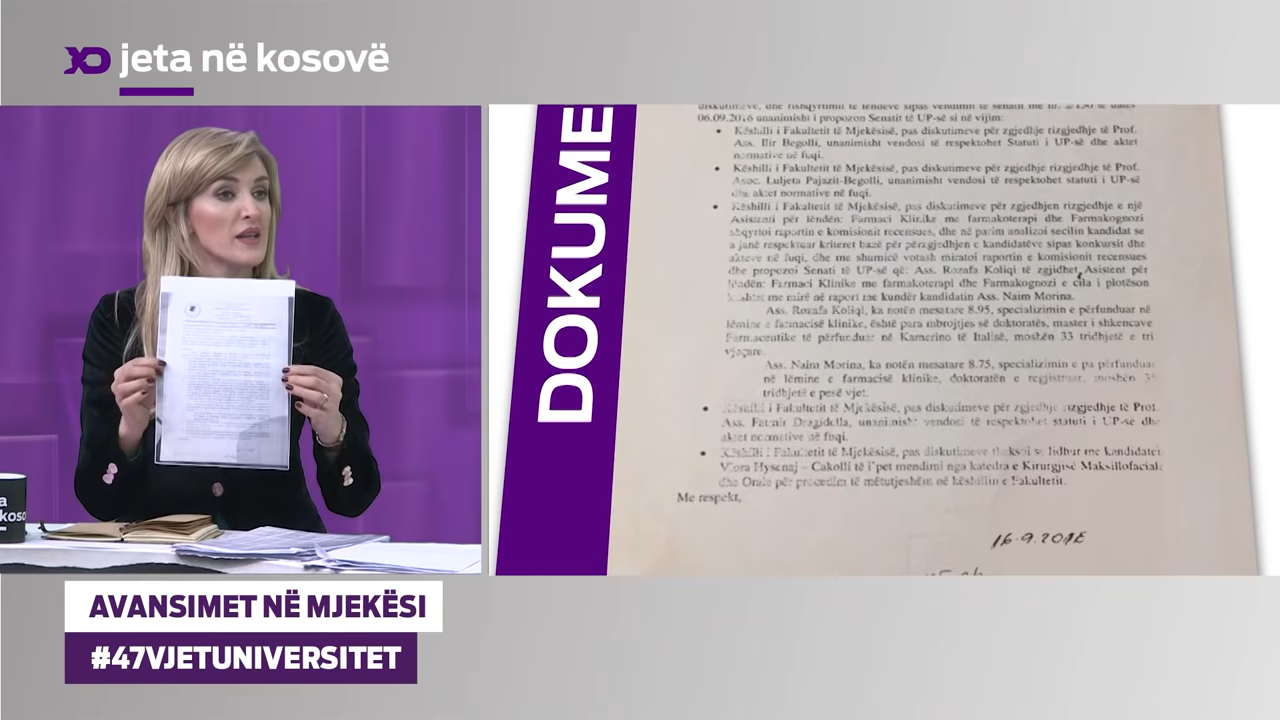 jeta në kosovë
a
koso
DOKUME
06.09.2016 unanimisht i propozon Senatit të UP-së si në vijim:
Këshilli i Fakultetit të Mjekësisë, pas diskutimeve për zgjedhje rizgjedhje të Prof.
Ass. Ilir Begolli, unanimisht vendosi të respektohet Statuti i UP-së dhe aktet
normative në fuqi.
Këshilli i Fakultetit të Mjekësisë, pas diskutimeve për zgjedhje rizgjedhje të Prof.
Asoc. Luljeta Pajazit-Begolli, unanimisht vendosi të respektohet statuti i UP-së
dhe aktet normative në fuqi.
Këshilli i Fakultetit të Mjekësisë, pas diskutimeve për zgjedhjen rizgjedhje e një
Asistenti për lëndën: Farmaci Klinike me farmakoterapi dhe Farmakognozi
shqyrtoi raportin e komisionit recensues, dhe në parim analizoi secilin kandidat se
a janë respektuar kriteret bazë për përzgjedhjen e kandidatëve sipas konkursit dhe
akteve në fuqi, dhe me shumicë votash miratoi raportin e komisionit recensues
dhe propozoi Senati të UP-së që: Ass. Rozafa Koliqi të zgjidhet Asistent për
lëndën: Farmaci Klinike me farmakoterapi dhe Farmakognozi e cila i plotëson
kushtet me mirë në raport me kundër kandidatin Ass. Naim Morina.
Ass. Rozafa Koliqi, ka notën mesatare 8.95, specializimin e përfunduar në
lëmine e farmacisë klinike, është para mbrojtjes së doktoratës, master i shkencave
Farmaceutike të përfunduar në Kamerino të Italisë, moshën 33 tridhjetë e tri
vjeçare.
Ass. Naim Morina, ka notën mesatare 8.75, specializimin e pa përfunduar
në lëmine e farmacisë klinike, doktoratën e regjistruar, moshën 35
tridhjetë e pesë vjet.
Këshilli i Fakultetit të Mjekësisë, pas diskutimeve për zgjedhje rizgjedhje të Prof.
Ass. Fatmir Dragidella, unanimisht vendosi të respektohet statuti i UP-së dhe
aktet normative në fuqi.
Këshilli i Fakultetit të Mjekësisë, pas diskutimeve theksoi se lidhur me kandidatet
Vlora Hysenaj – Cakolli të i'pet mendimi nga katedra e Kirurgjisë Maksillofaciale
dhe Orale për procedim të mëtutjeshëm në këshillin e Fakultetit.
Me respekt,
16.9.2016
AVANSIMET NË MJEKËSI
#47VJETUNIVERSITET